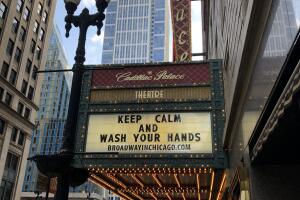 Cadillac Palace
THEATRE
KEEP CALM
AND
WASH YOUR HANDS
BROADWAYINCHICAGO.COM